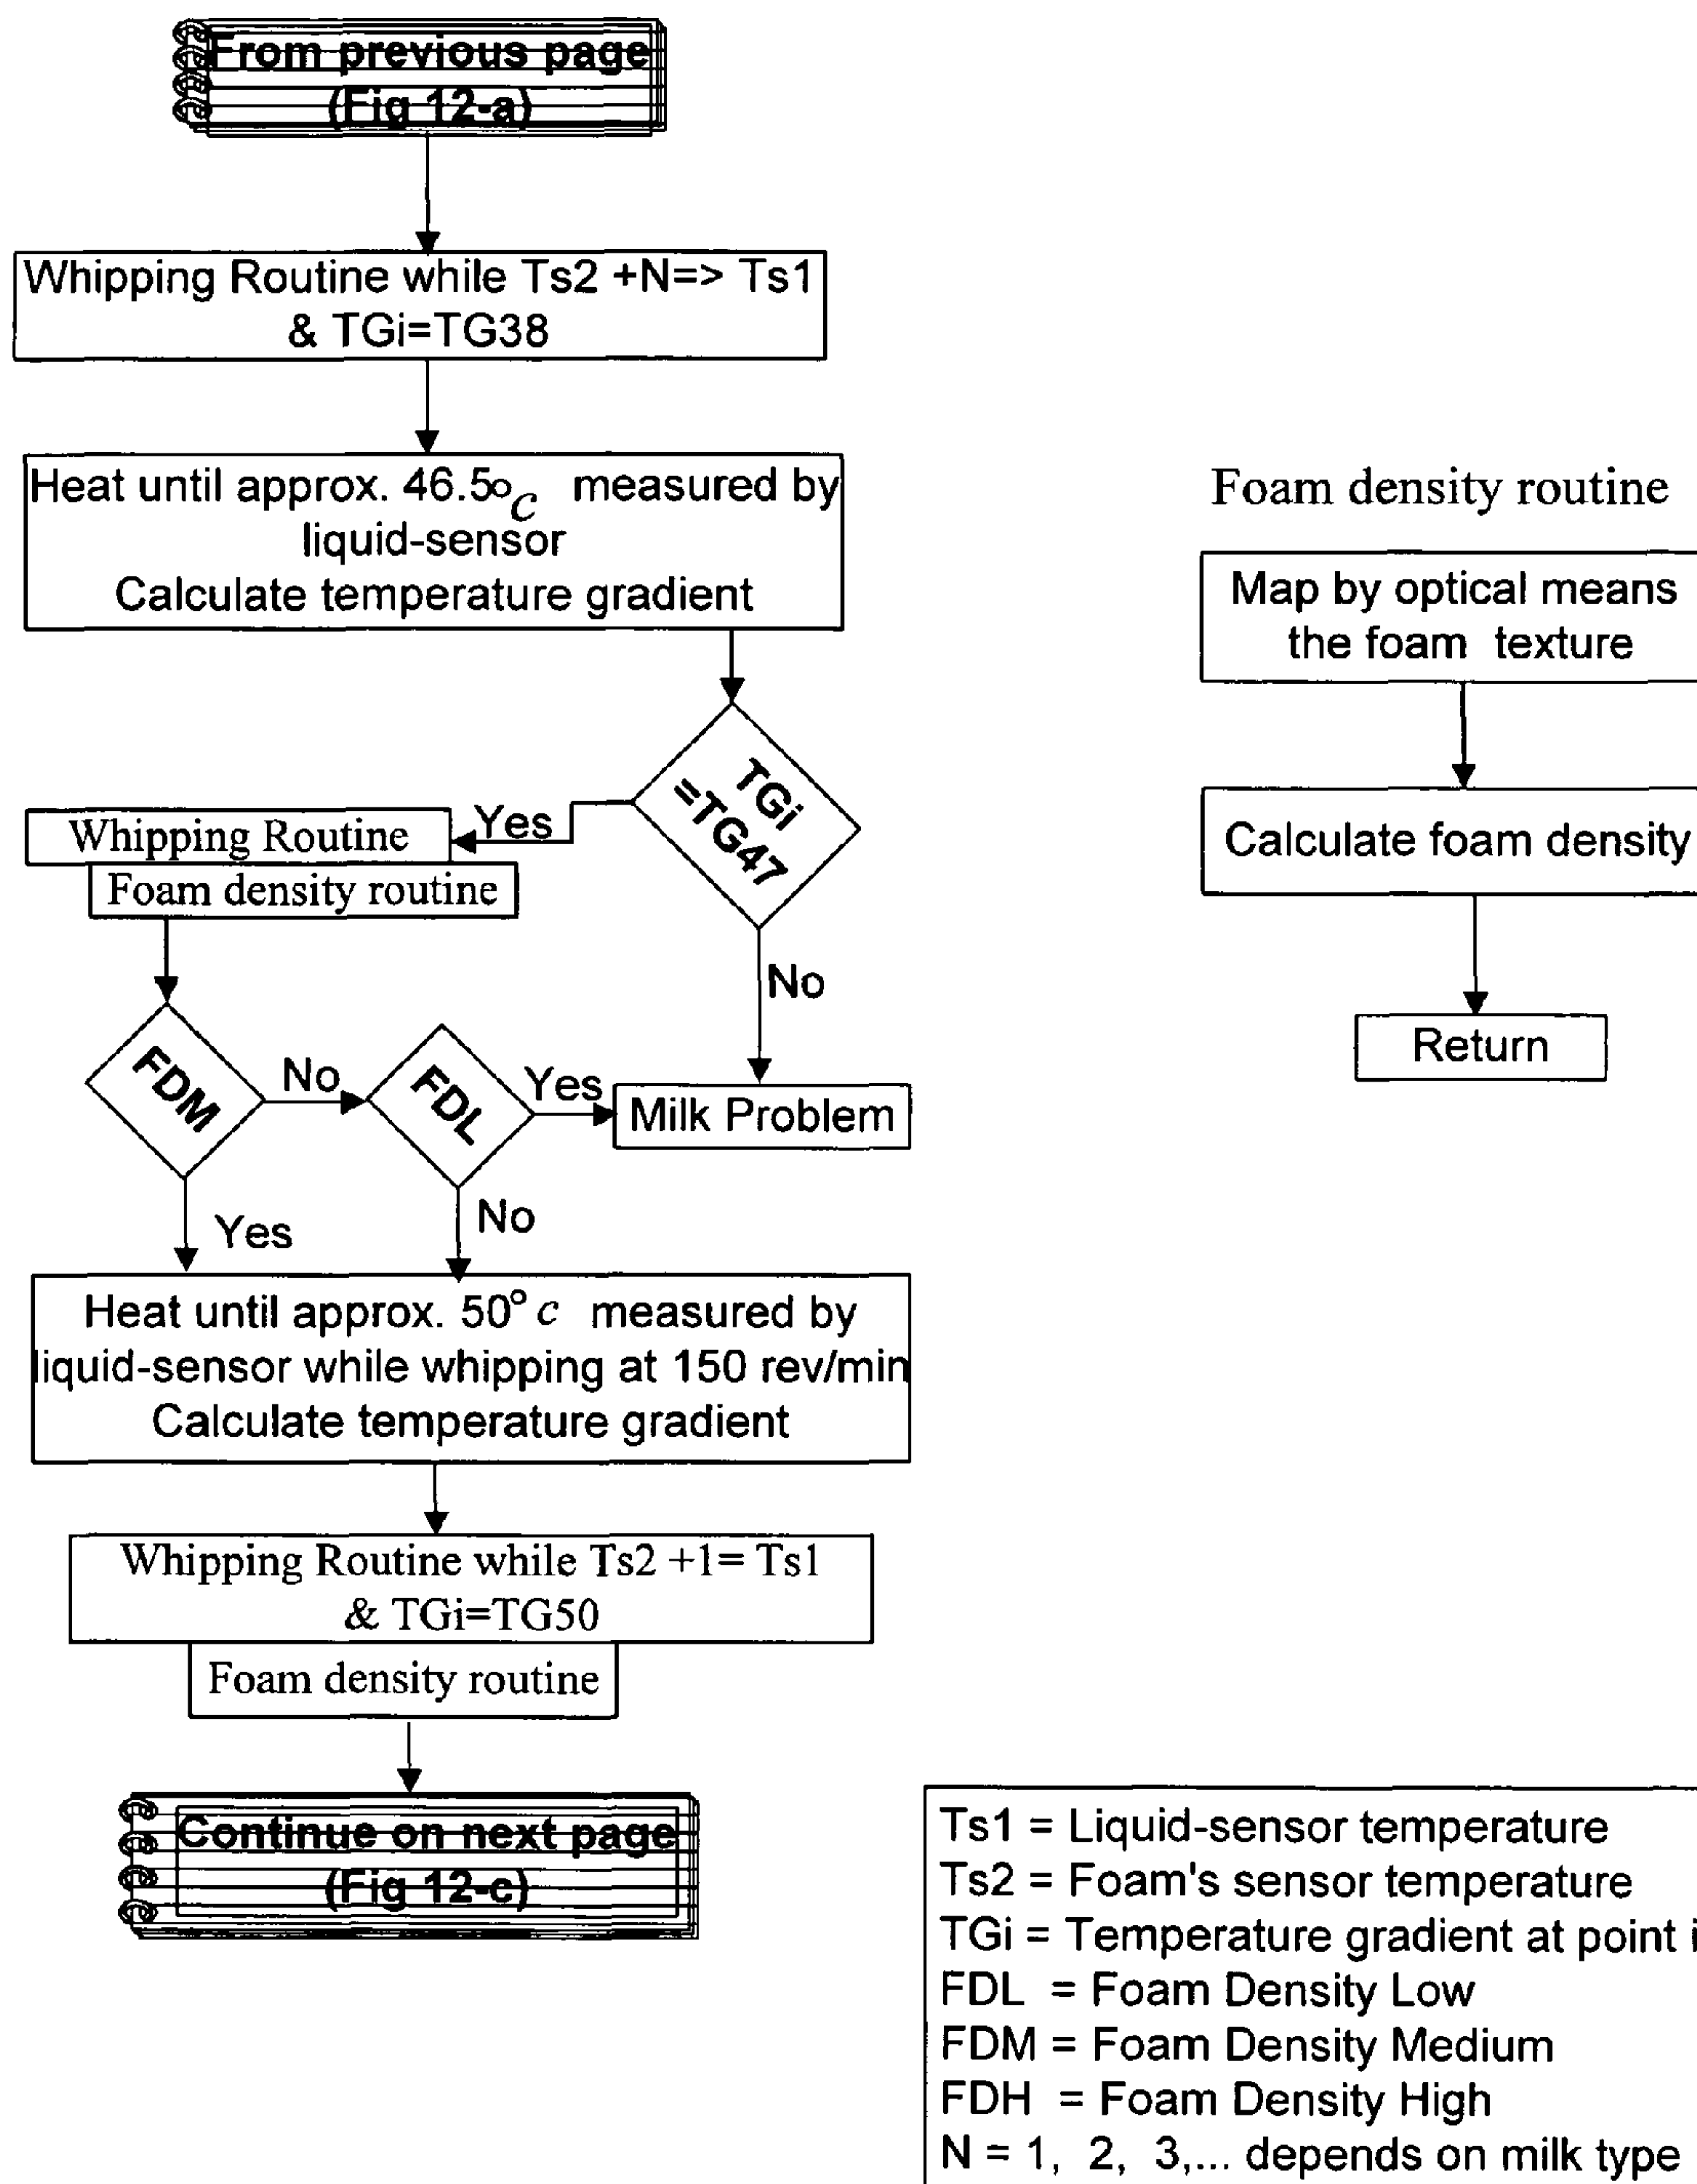 From previous page
(Fig 12-a)
Whipping Routine while Ts2 +N=> Ts1
& TGi=TG38
Heat until approx. 46.5°C measured by
liquid-sensor
Calculate temperature gradient
TGi
=TG47
Yes
No
Whipping Routine
Foam density routine
FDM
No
FDL
Yes
Milk Problem
Yes
No
Heat until approx. 50°c measured by
liquid-sensor while whipping at 150 rev/min
Calculate temperature gradient
Whipping Routine while Ts2 +1= Ts1
& TGi=TG50
Foam density routine
Continue on next page
(Fig 12-c)
Foam density routine
Map by optical means
the foam texture
Calculate foam density
Return
Ts1 = Liquid-sensor temperature
Ts2 = Foam's sensor temperature
TGi = Temperature gradient at point i
FDL = Foam Density Low
FDM = Foam Density Medium
FDH = Foam Density High
N = 1, 2, 3,... depends on milk type